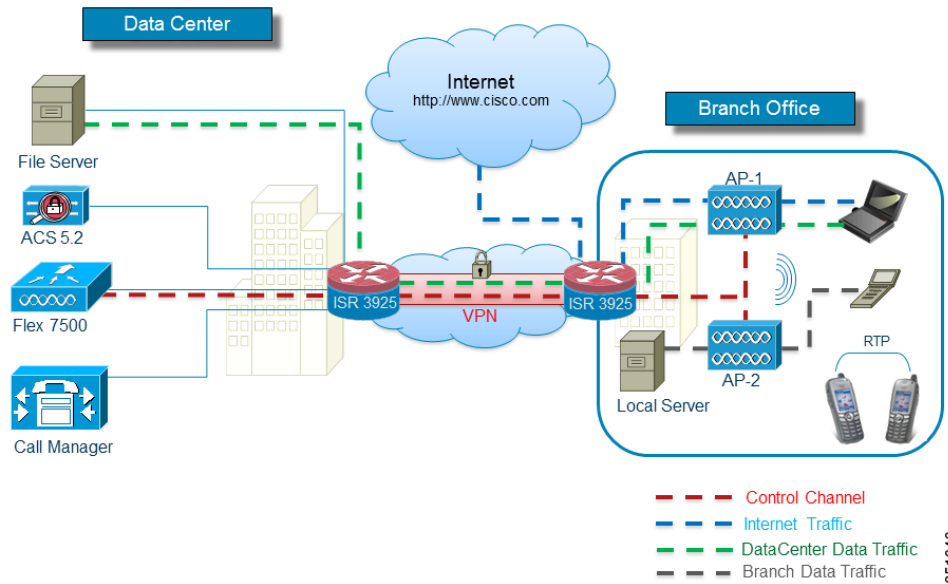 Data Center
Internet
http://www.cisco.com
Branch Office
File Server
AP-1
ACS 5.2
ISR 3925
ISR 3925
VPN
Flex 7500
RTP
AP-2
Local Server
Call Manager
Control Channel
Internet Traffic
DataCenter Data Traffic
Branch Data Traffic